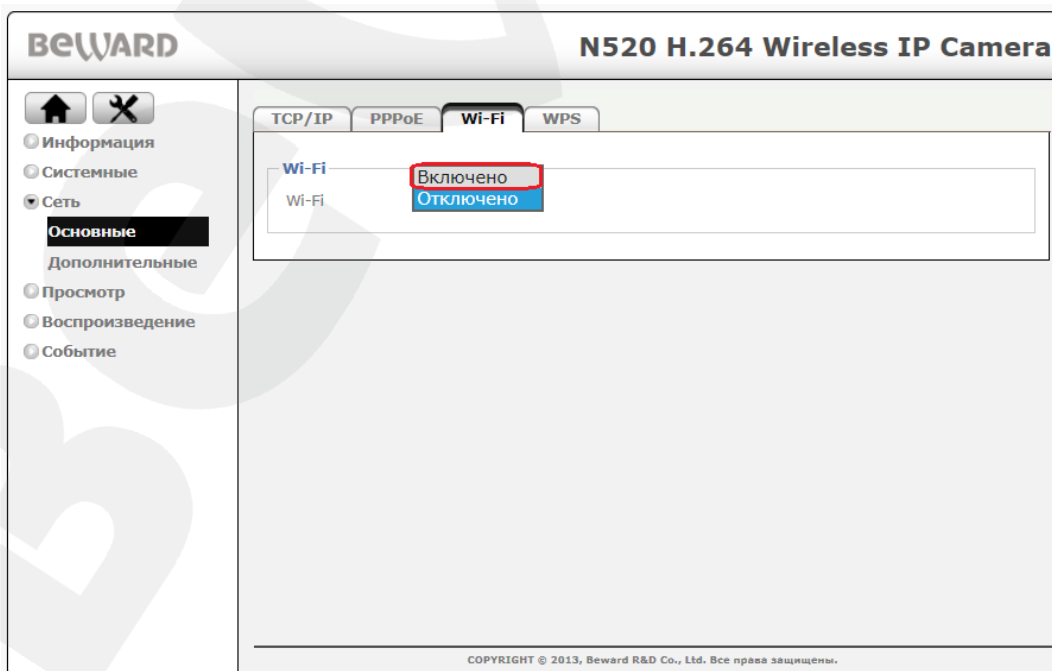 BEWARD
N520 H.264 Wireless IP Camera
Информация
Системные
Сеть
Основные
Дополнительные
Просмотр
Воспроизведение
Событие
TCP/IP PPPoE Wi-Fi WPS
Wi-Fi
Включено
Wi-Fi Отключено
COPYRIGHT © 2013, Beward R&D Co., Ltd. Все права защищены.